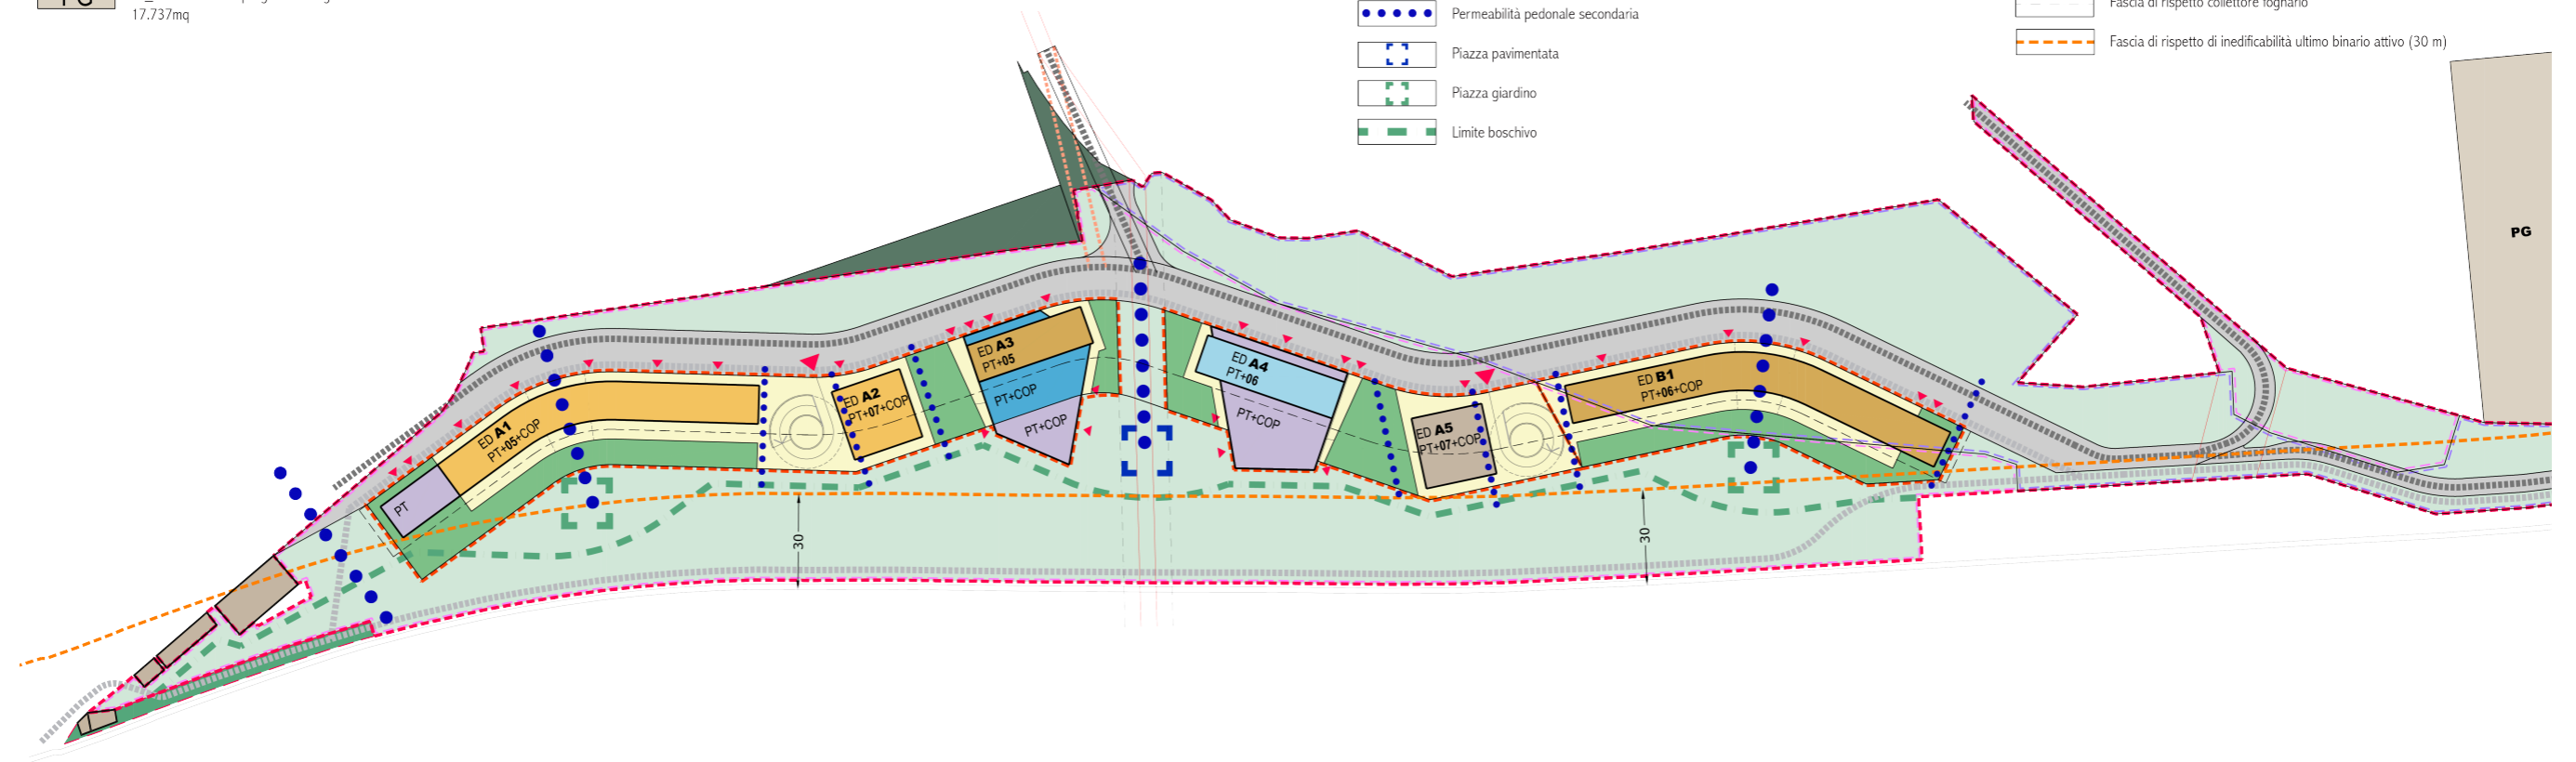 PG
17.737mq
Permeabilità pedonale secondaria
Piazza pavimentata
Piazza giardino
Limite boschivo
Fascia di rispetto collettore fognario
Fascia di rispetto di inedificabilità ultimo binario attivo (30 m)
PG
ED A3
PT+05
PT+COP
PT+COP
ED A4
PT+06
PT+COP
ED B1
PT+06+COP
ED A2
PT+07+COP
ED A1
PT+05+COP
PT
ED A5
PT+07+COP
30
30